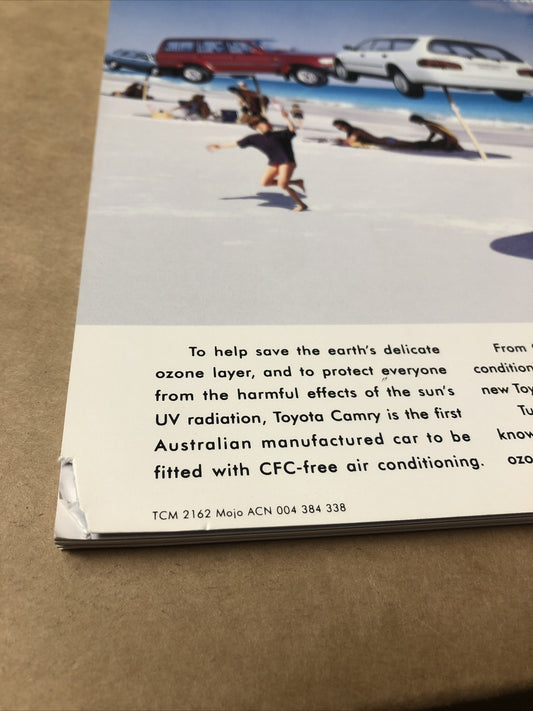 To help save the earth's delicate
ozone layer, and to protect everyone
from the harmful effects of the sun's
UV radiation, Toyota Camry is the first
Australian manufactured car to be
fitted with CFC-free air conditioning.
From
condition
new Toy
Tu
know
ozo
TCM 2162 Mojo ACN 004 384 338